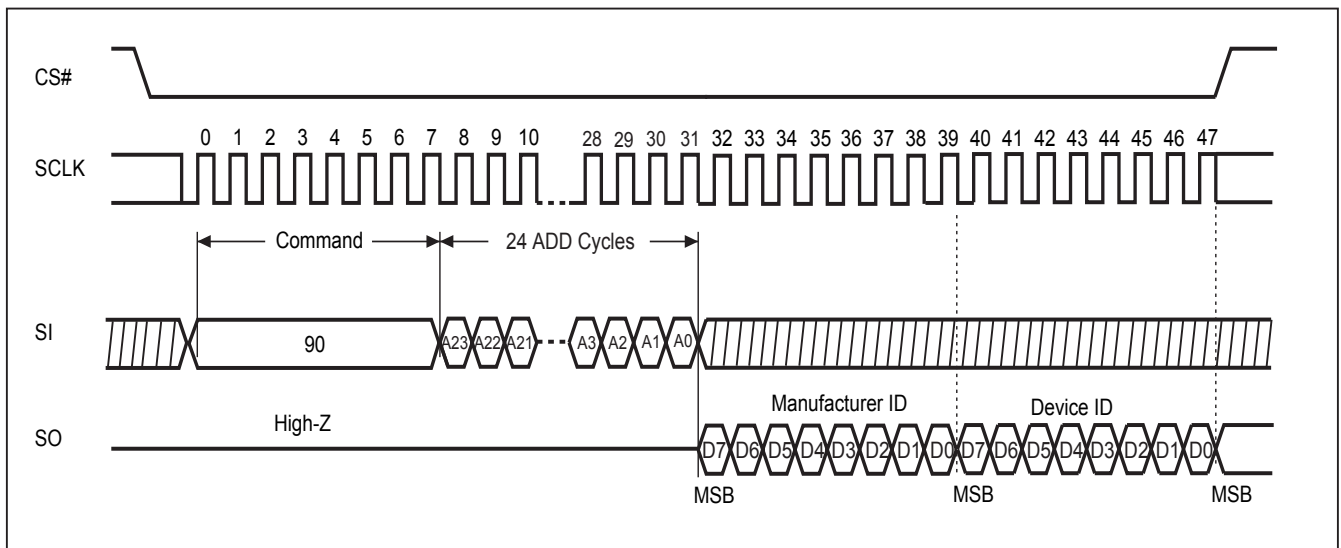 CS#
0 1 2 3 4 5 6 7 8 9 10 28 29 30 31 32 33 34 35 36 37 38 39 40 41 42 43 44 45 46 47
SCLK
Command 24 ADD Cycles
SI 90 A23 A22 A21 A3 A2 A1 A0
Manufacturer ID Device ID
High-Z
SO D7 D6 D5 D4 D3 D2 D1 D0 D7 D6 D5 D4 D3 D2 D1 D0
MSB MSB MSB